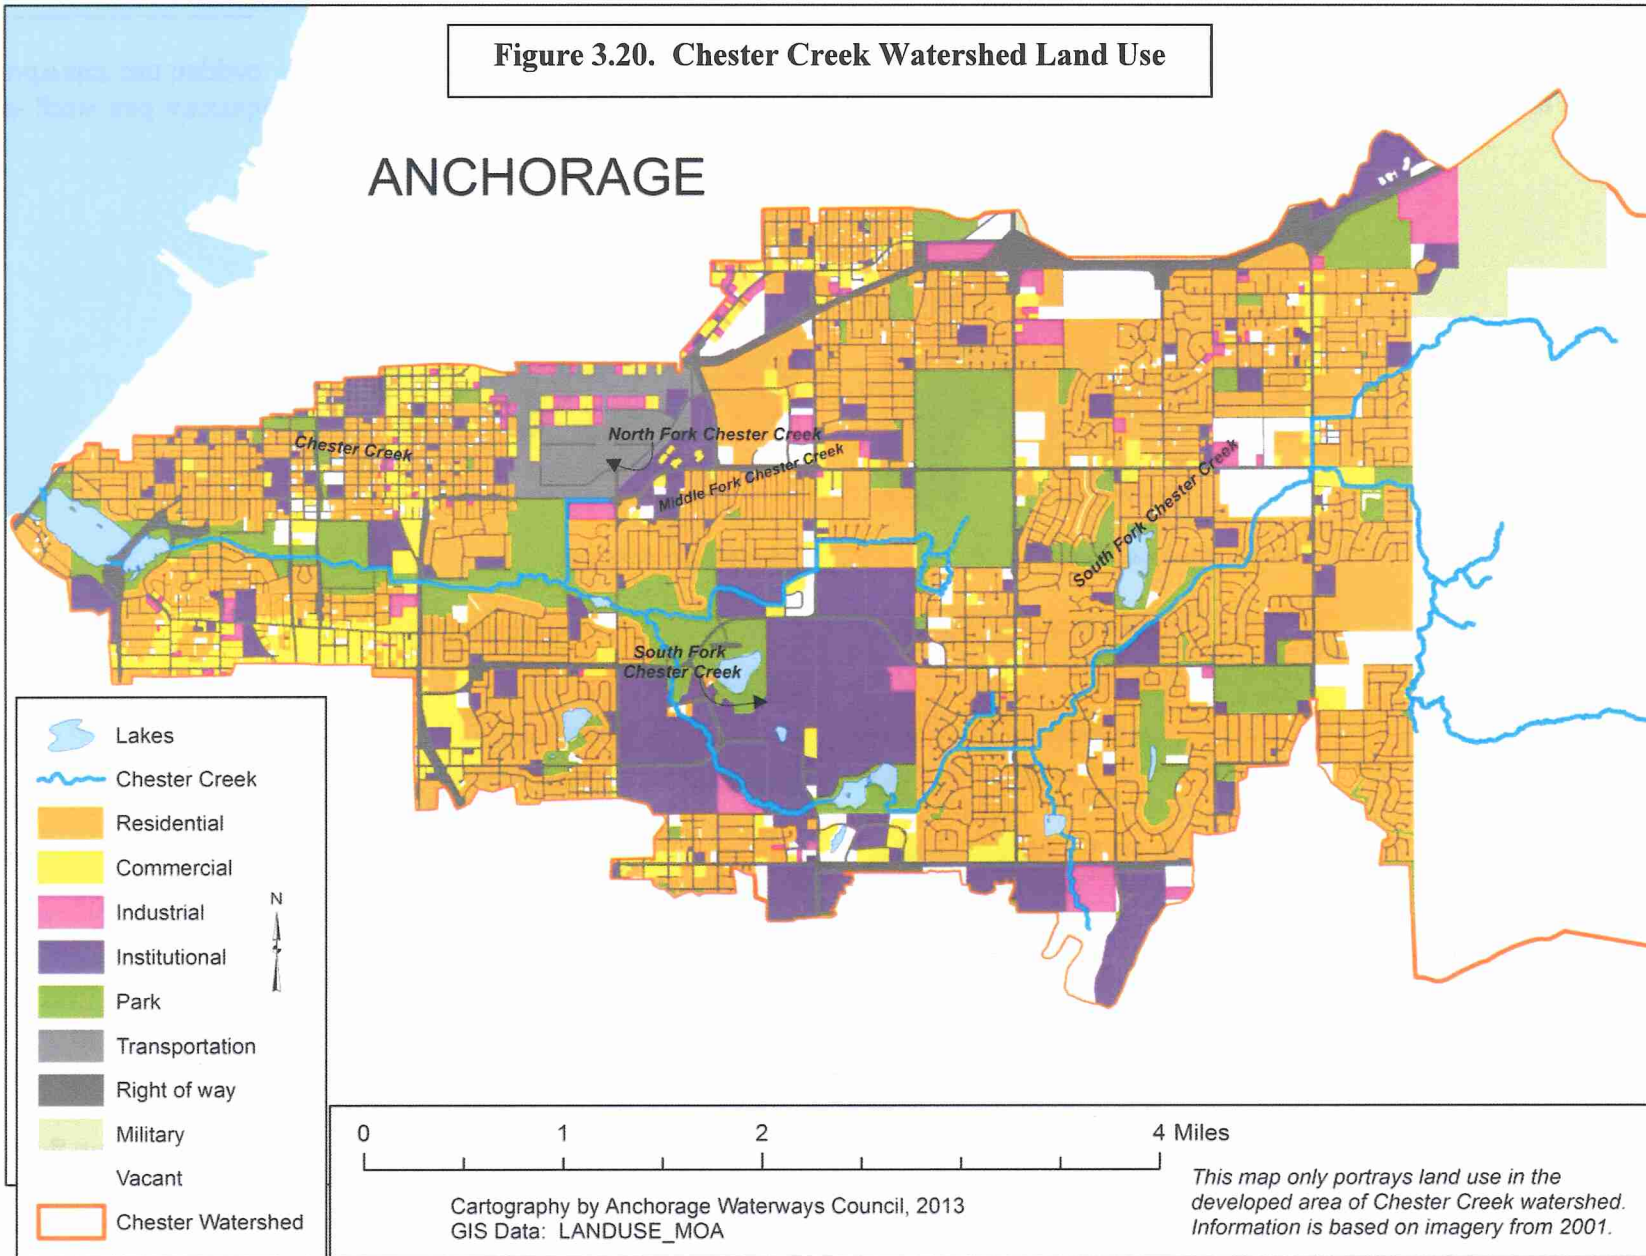 Figure 3.20. Chester Creek Watershed Land Use
ANCHORAGE
Chester Creek
North Fork Chester Creek
Middle Fork Chester Creek
South Fork Chester Creek
South Fork
Chester Creek
Lakes
Chester Creek
Residential
Commercial
Industrial
Institutional
Park
Transportation
Right of way
Military
Vacant
Chester Watershed
N
0 1 2 4 Miles
Cartography by Anchorage Waterways Council, 2013
GIS Data: LANDUSE_MOA
This map only portrays land use in the
developed area of Chester Creek watershed.
Information is based on imagery from 2001.